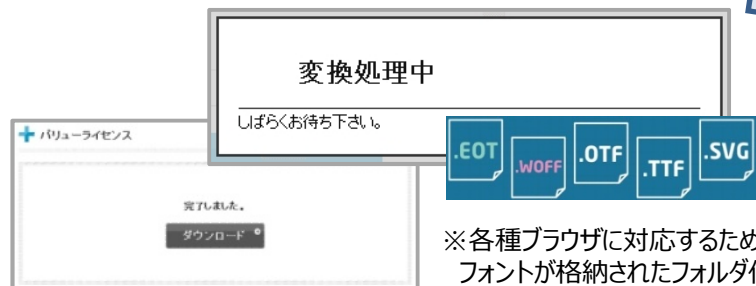 変換処理中
しばらくお待ち下さい。
バリューライセンス
完了しました。
ダウンロード
.EOT
.WOFF
.OTF
.TTF
.SVG
※各種ブラウザに対応するため
フォントが格納されたフォルダ